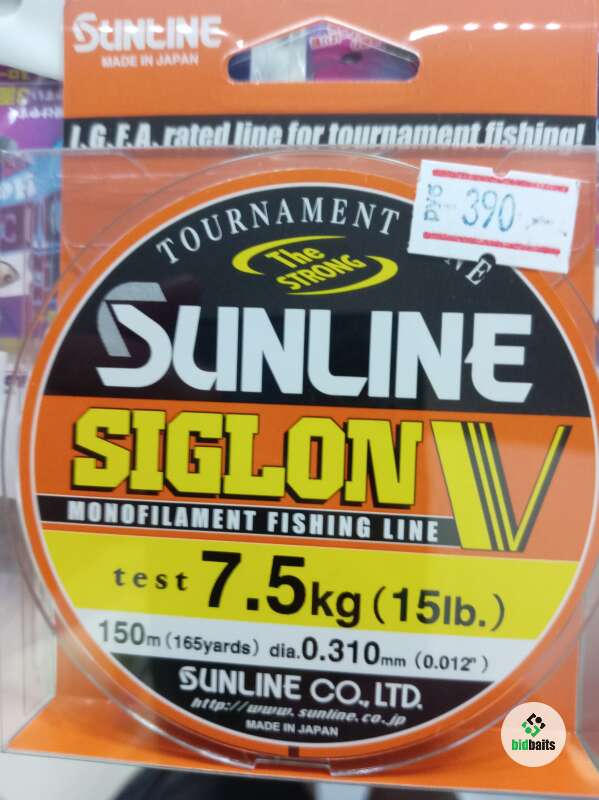 SUNLINE
MADE IN JAPAN
I.G.F.A. rated line for tournament fishing!
TOURNAMENT
The
STRONG
руб 390
SUNLINE
SIGLON V
MONOFILAMENT FISHING LINE
test 7.5kg (15lb.)
150m (165yards) dia.0.310mm (0.012")
SUNLINE CO., LTD.
http://www.sunline.co.jp
MADE IN JAPAN
bidbaits